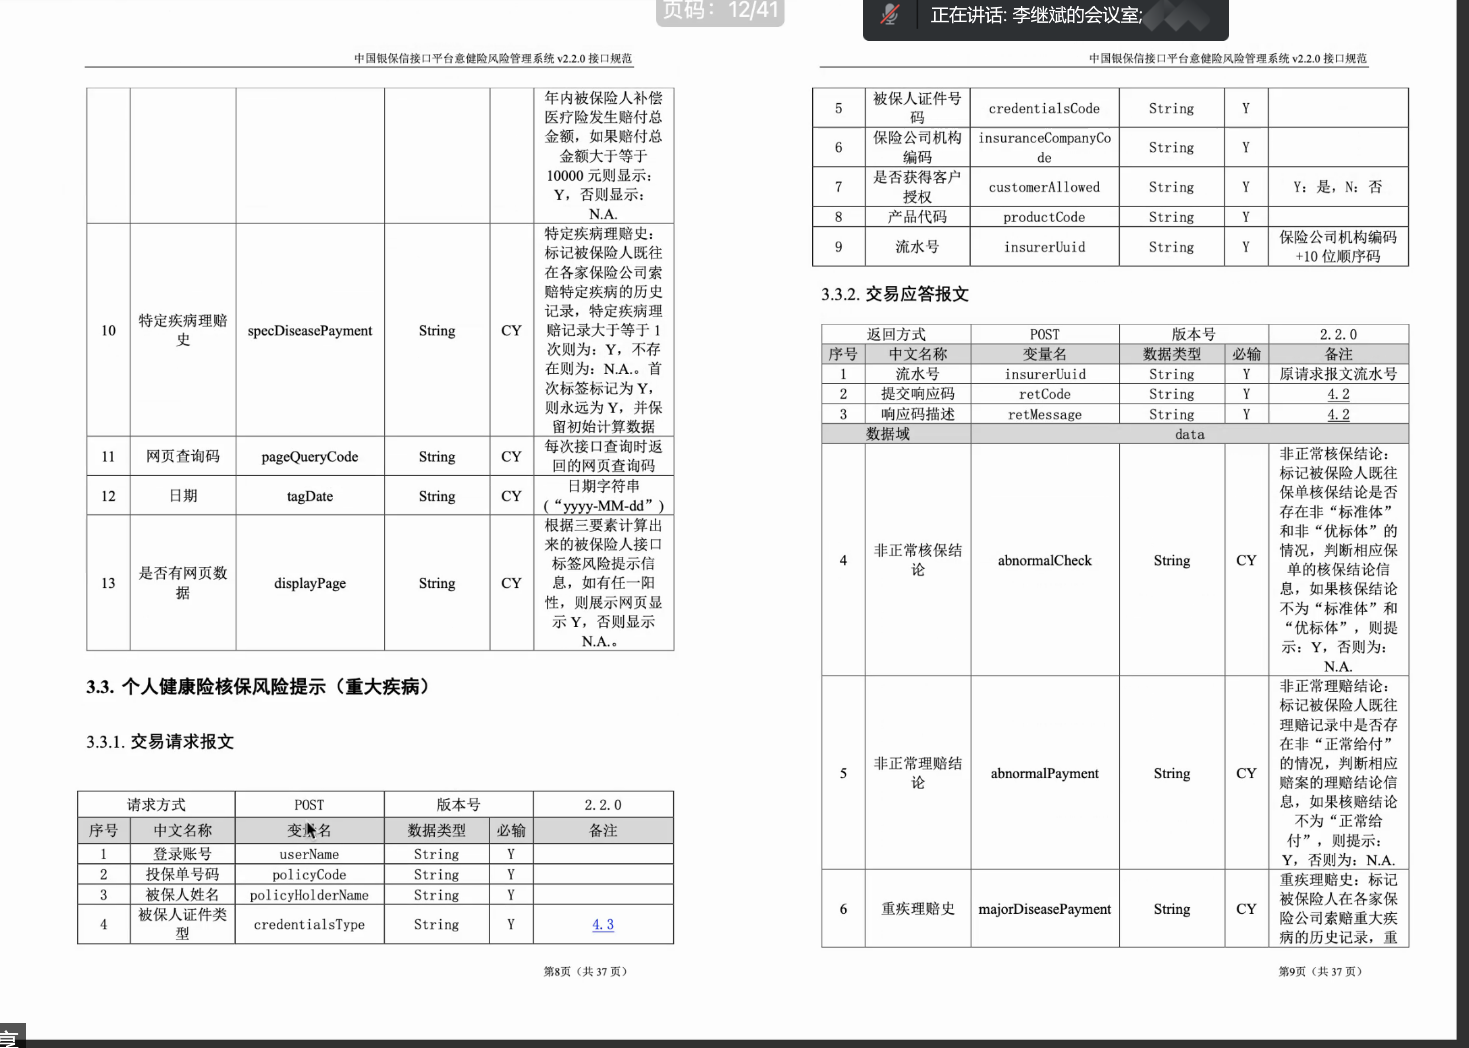 页码：12/41
正在讲话: 李继斌的会议室;
中国银保信接口平台意健险风险管理系统 v2.2.0 接口规范
年内被保险人补偿
医疗险发生赔付总
金额，如果赔付总
金额大于等于
10000 元则显示：
Y，否则显示：
N.A.
10 特定疾病理赔史 specDiseasePayment String CY
特定疾病理赔史：
标记被保险人既往
在各家保险公司索
赔特定疾病的历史
记录，特定疾病理
赔记录大于等于 1
次则为：Y，不存
在则为：N.A.。首
次标签标记为 Y，
则永远为 Y，并保
留初始计算数据
11 网页查询码 pageQueryCode String CY
每次接口查询时返
回的网页查询码
12 日期 tagDate String CY
日期字符串
(“yyyy-MM-dd”)
13 是否有网页数据 displayPage String CY
根据三要素计算出
来的被保险人接口
标签风险提示信
息，如有任一阳
性，则展示网页显
示 Y，否则显示
N.A.。
3.3. 个人健康险核保风险提示（重大疾病）
3.3.1. 交易请求报文
请求方式 POST 版本号 2.2.0
序号 中文名称 变量名 数据类型 必输 备注
1 登录账号 userName String Y
2 投保单号码 policyCode String Y
3 被保人姓名 policyHolderName String Y
4 被保人证件类型 credentialsType String Y 4.3
第8页（共 37 页）
中国银保信接口平台意健险风险管理系统 v2.2.0 接口规范
5 被保人证件号码 credentialsCode String Y
6 保险公司机构编码 insuranceCompanyCode String Y
7 是否获得客户授权 customerAllowed String Y Y：是，N：否
8 产品代码 productCode String Y
9 流水号 insurerUuid String Y
保险公司机构编码
+10 位顺序码
3.3.2. 交易应答报文
返回方式 POST 版本号 2.2.0
序号 中文名称 变量名 数据类型 必输 备注
1 流水号 insurerUuid String Y 原请求报文流水号
2 提交响应码 retCode String Y 4.2
3 响应码描述 retMessage String Y 4.2
数据域 data
4 非正常核保结论 abnormalCheck String CY
非正常核保结论：
标记被保险人既往
保单核保结论是否
存在非“标准体”
和非“优标体”的
情况，判断相应保
单的核保结论信
息，如果核保结论
不为“标准体”和
“优标体”，则提
示：Y，否则为：
N.A.
5 非正常理赔结论 abnormalPayment String CY
非正常理赔结论：
标记被保险人既往
理赔记录中是否存
在非“正常给付”
的情况，判断相应
赔案的理赔结论信
息，如果核赔结论
不为“正常给
付”，则提示：
Y，否则为：N.A.
6 重疾理赔史 majorDiseasePayment String CY
重疾理赔史：标记
被保险人在各家保
险公司索赔重大疾
病的历史记录，重
第9页（共 37 页）